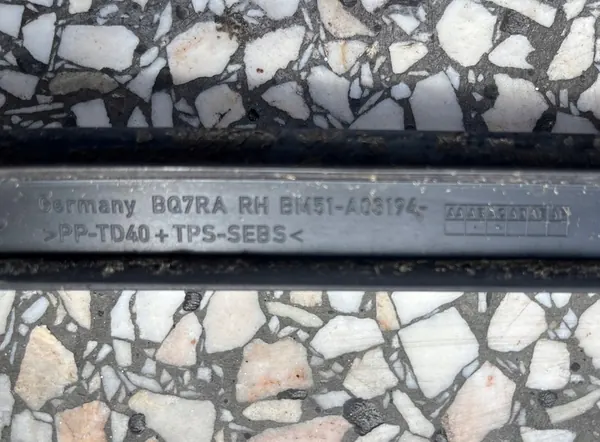 Germany BQ7RA RH BM51-A03194-
>PP-TD40+TPS-SEBS<